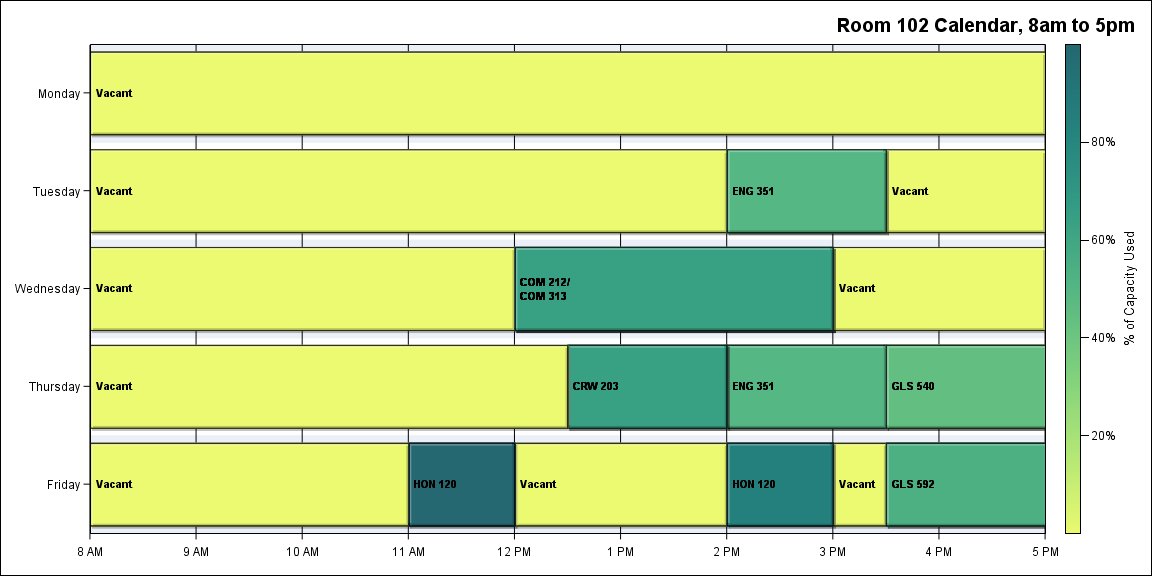 Room 102 Calendar, 8am to 5pm
Monday
Vacant
Tuesday
Vacant
ENG 351
Vacant
Wednesday
Vacant
COM 212/
COM 313
Vacant
Thursday
Vacant
CRW 203
ENG 351
GLS 540
Friday
Vacant
HON 120
Vacant
HON 120
Vacant
GLS 592
8 AM
9 AM
10 AM
11 AM
12 PM
1 PM
2 PM
3 PM
4 PM
5 PM
80%
60%
40%
20%
% of Capacity Used